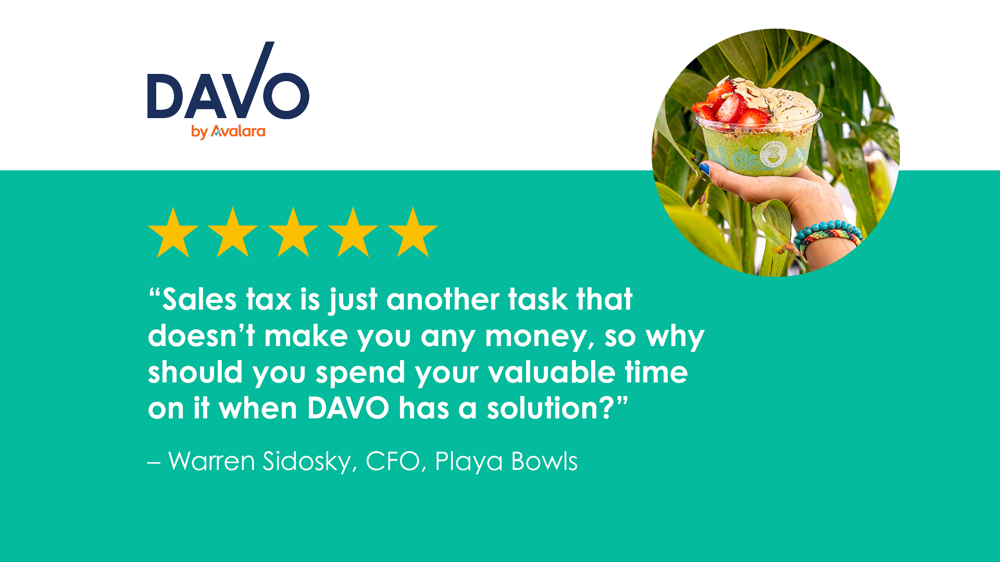 DAVO
by Avalara
PLAYA BOWLS
“Sales tax is just another task that
doesn’t make you any money, so why
should you spend your valuable time
on it when DAVO has a solution?”
– Warren Sidosky, CFO, Playa Bowls